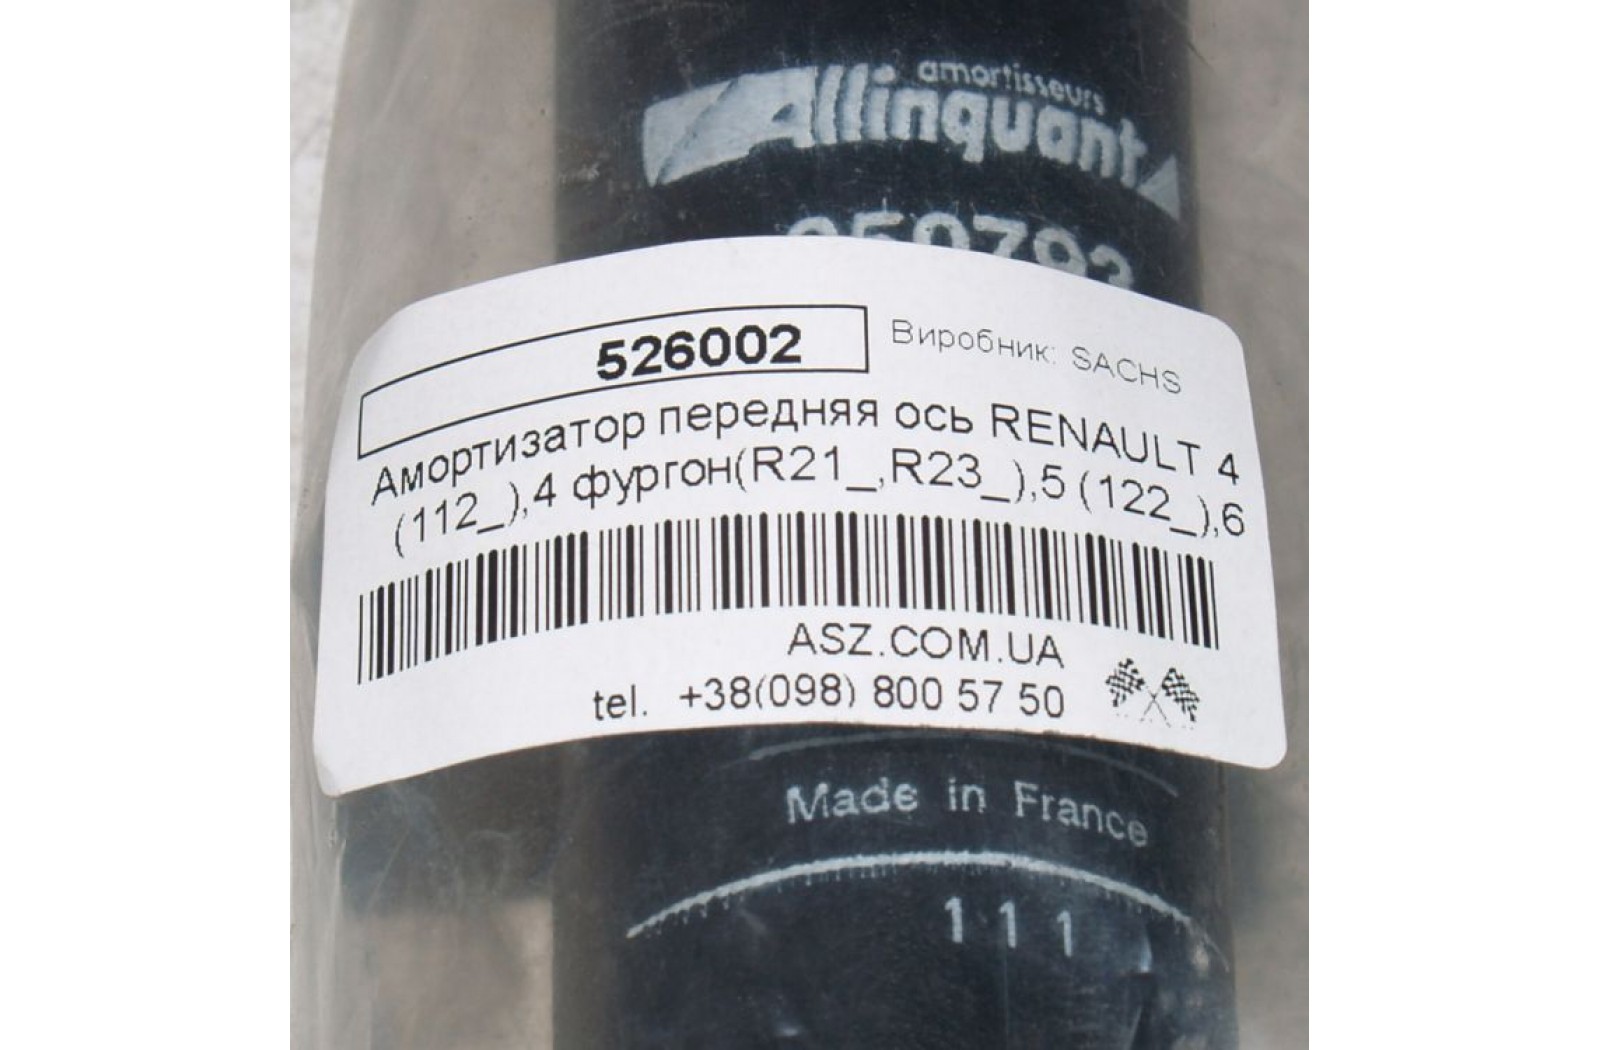 amortisseurs
Allinquant
526002
Виробник: SACHS
Амортизатор передняя ось RENAULT 4
(112_),4 фургон(R21_,R23_),5 (122_),6
ASZ.COM.UA
tel. +38(098) 800 57 50
Made in France
111